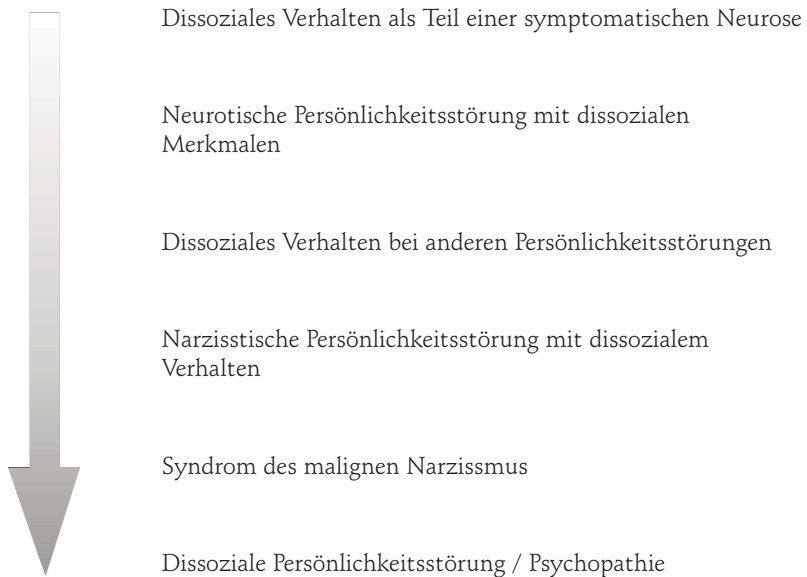 Dissoziales Verhalten als Teil einer symptomatischen Neurose
Neurotische Persönlichkeitsstörung mit dissozialen
Merkmalen
Dissoziales Verhalten bei anderen Persönlichkeitsstörungen
Narzisstische Persönlichkeitsstörung mit dissozialem
Verhalten
Syndrom des malignen Narzissmus
Dissoziale Persönlichkeitsstörung / Psychopathie